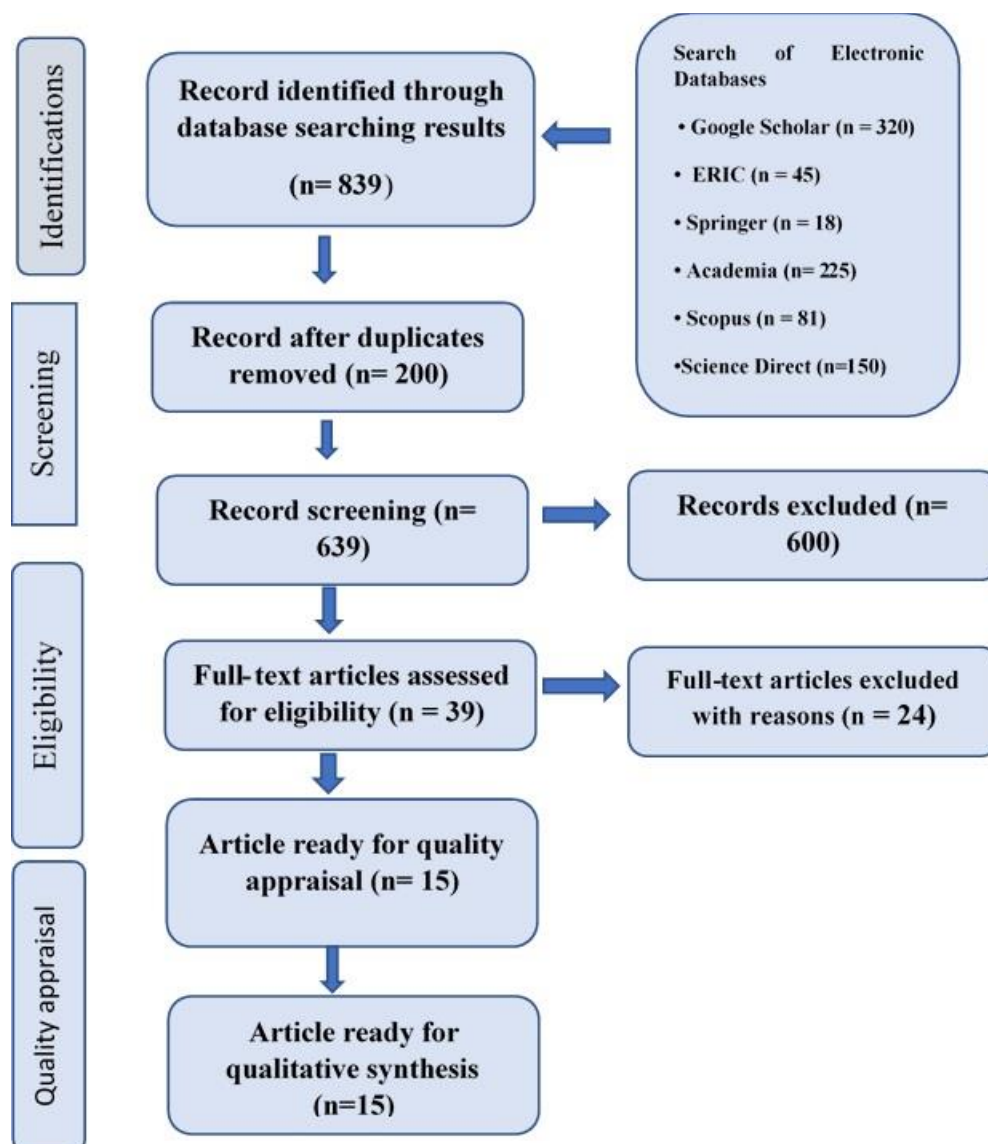 Identifications
Record identified through
database searching results
(n= 839)
Search of Electronic
Databases
• Google Scholar (n = 320)
• ERIC (n = 45)
• Springer (n = 18)
• Academia (n= 225)
• Scopus (n = 81)
•Science Direct (n=150)
Screening
Record after duplicates
removed (n= 200)
Record screening (n=
639)
Records excluded (n=
600)
Eligibility
Full-text articles assessed
for eligibility (n = 39)
Full-text articles excluded
with reasons (n = 24)
Article ready for quality
appraisal (n= 15)
Quality appraisal
Article ready for
qualitative synthesis
(n=15)